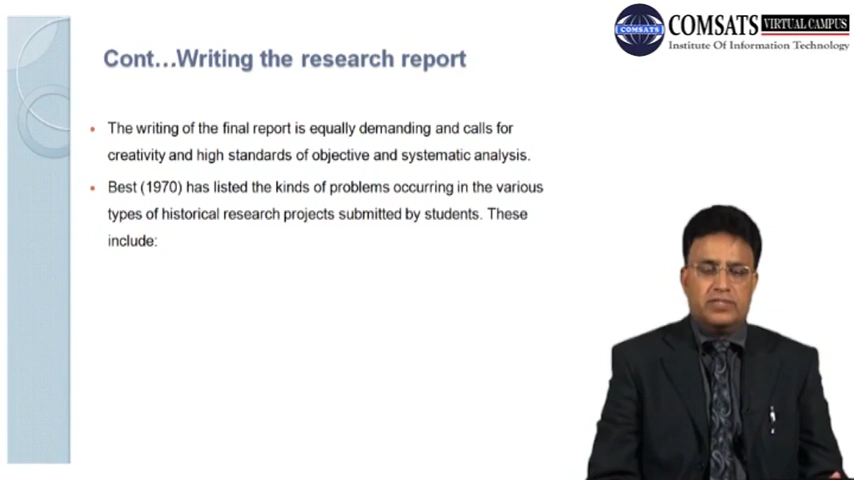 COMSATS VIRTUAL CAMPUS
COMSATS
Institute Of Information Technology
Cont…Writing the research report
The writing of the final report is equally demanding and calls for
creativity and high standards of objective and systematic analysis.
Best (1970) has listed the kinds of problems occurring in the various
types of historical research projects submitted by students. These
include: